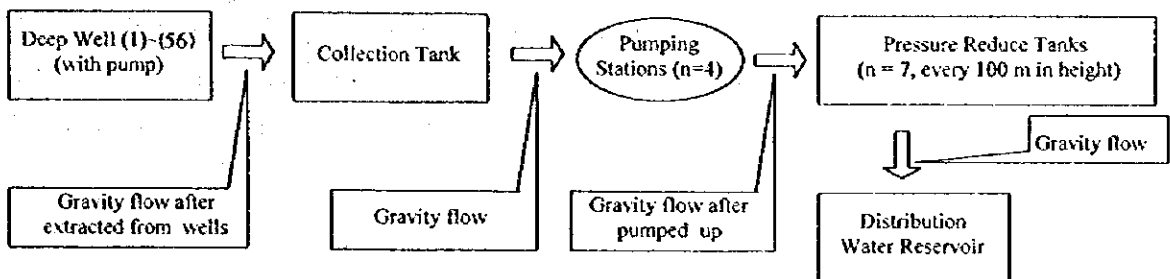 Deep Well (1)~(56)
(with pump)
Collection Tank
Pumping
Stations (n=4)
Pressure Reduce Tanks
(n = 7, every 100 m in height)
Gravity flow after
extracted from wells
Gravity flow
Gravity flow after
pumped up
Gravity flow
Distribution
Water Reservoir